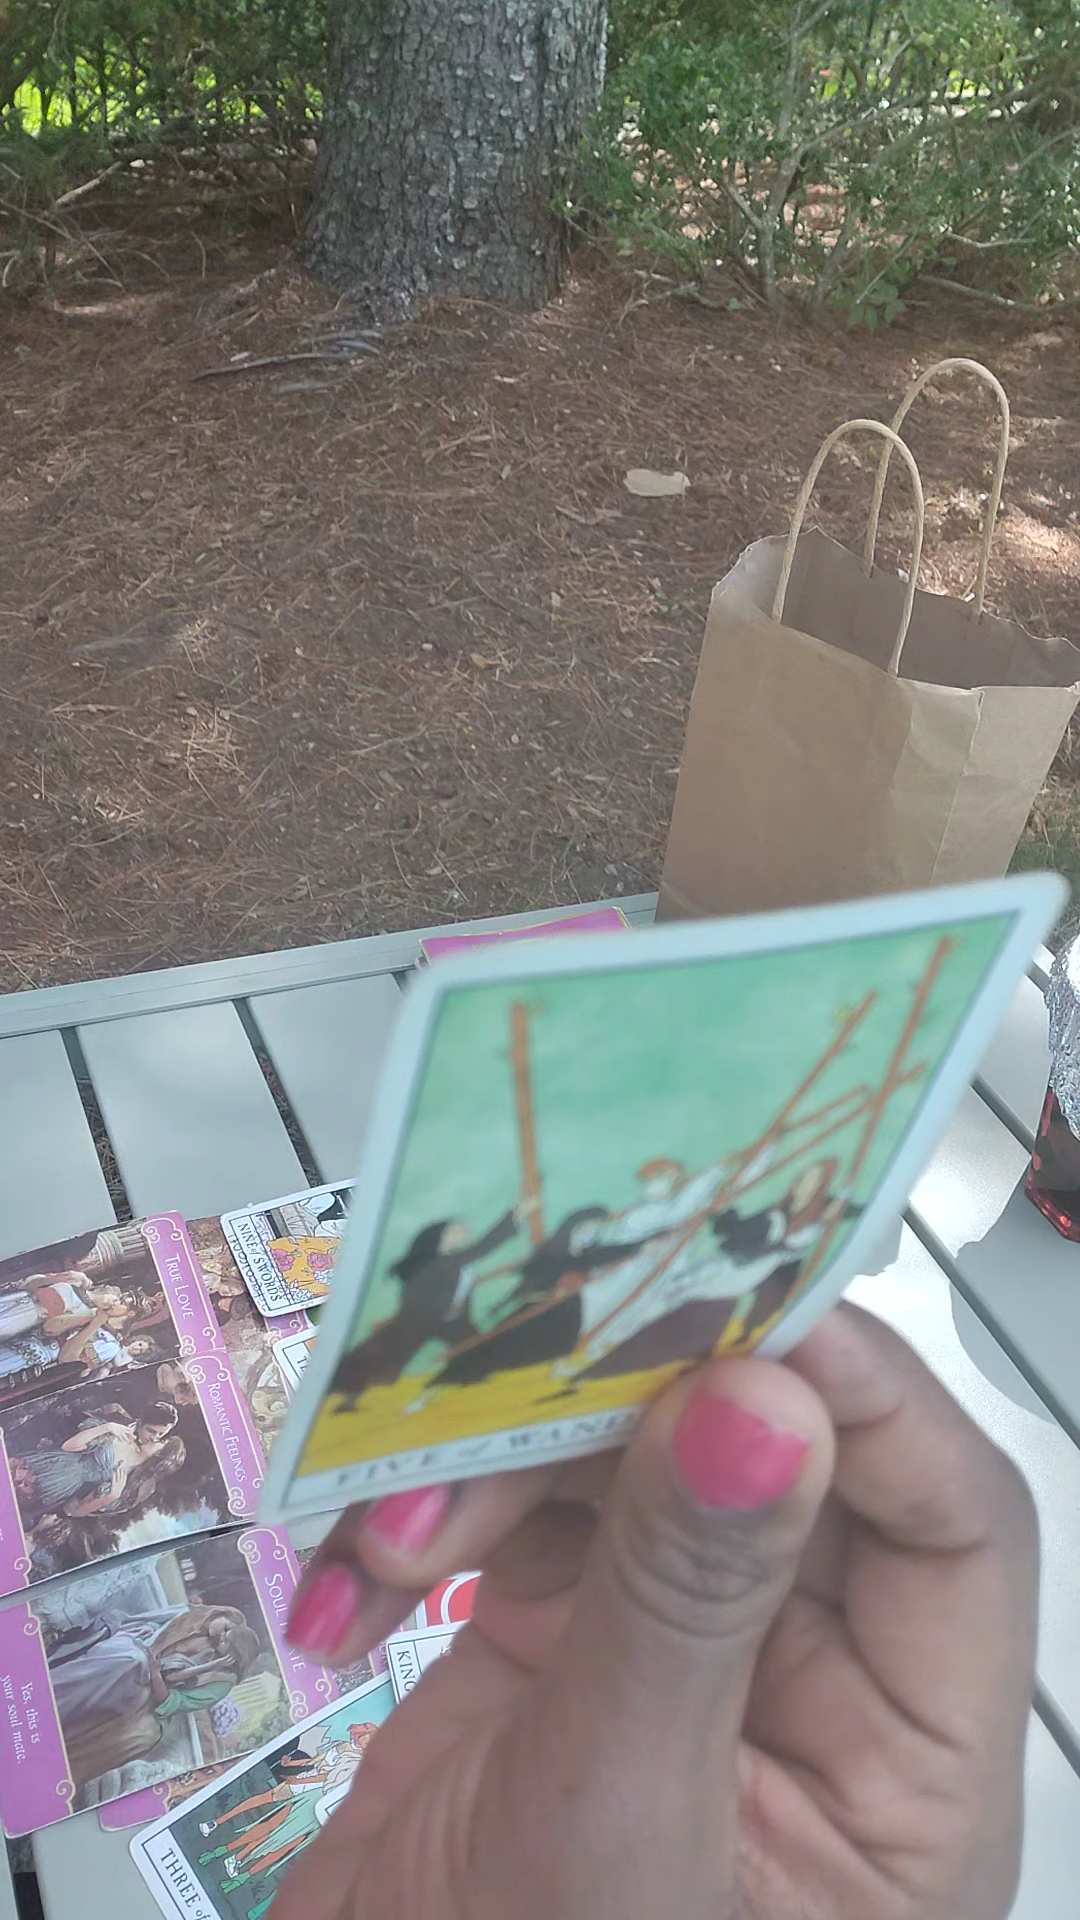 FIVE of WANDS
NINE of SWORDS
TRUE LOVE
ROMANTIC FEELINGS
SOUL
Yes, this is
your soul mate.
KING
THREE of